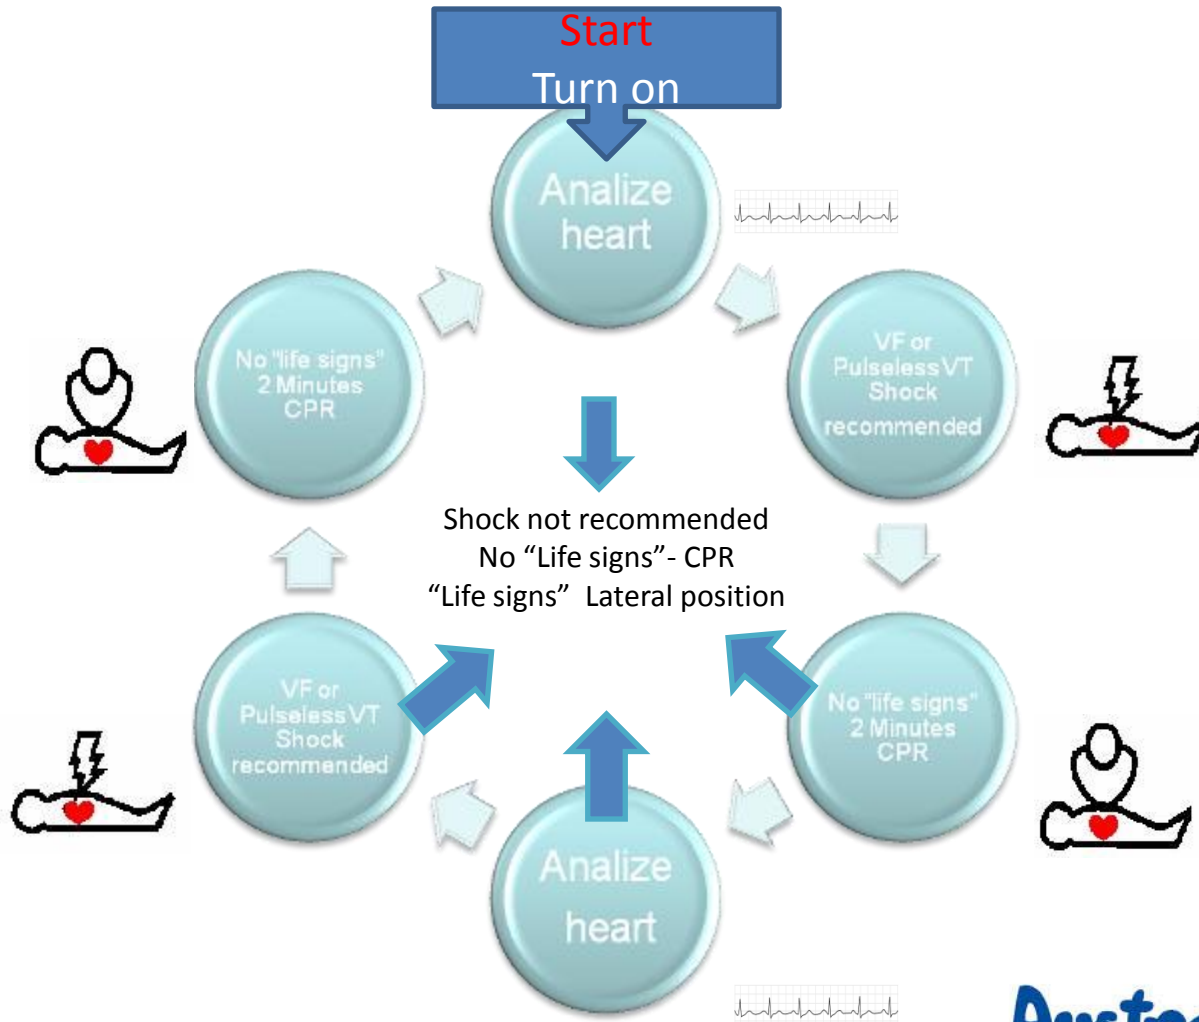 Start
Turn on
Analize
heart
VF or
Pulseless VT
Shock
recommended
No "life signs"
2 Minutes
CPR
Analize
heart
VF or
Pulseless VT
Shock
recommended
No "life signs"
2 Minutes
CPR
Shock not recommended
No “Life signs”- CPR
“Life signs”  Lateral position